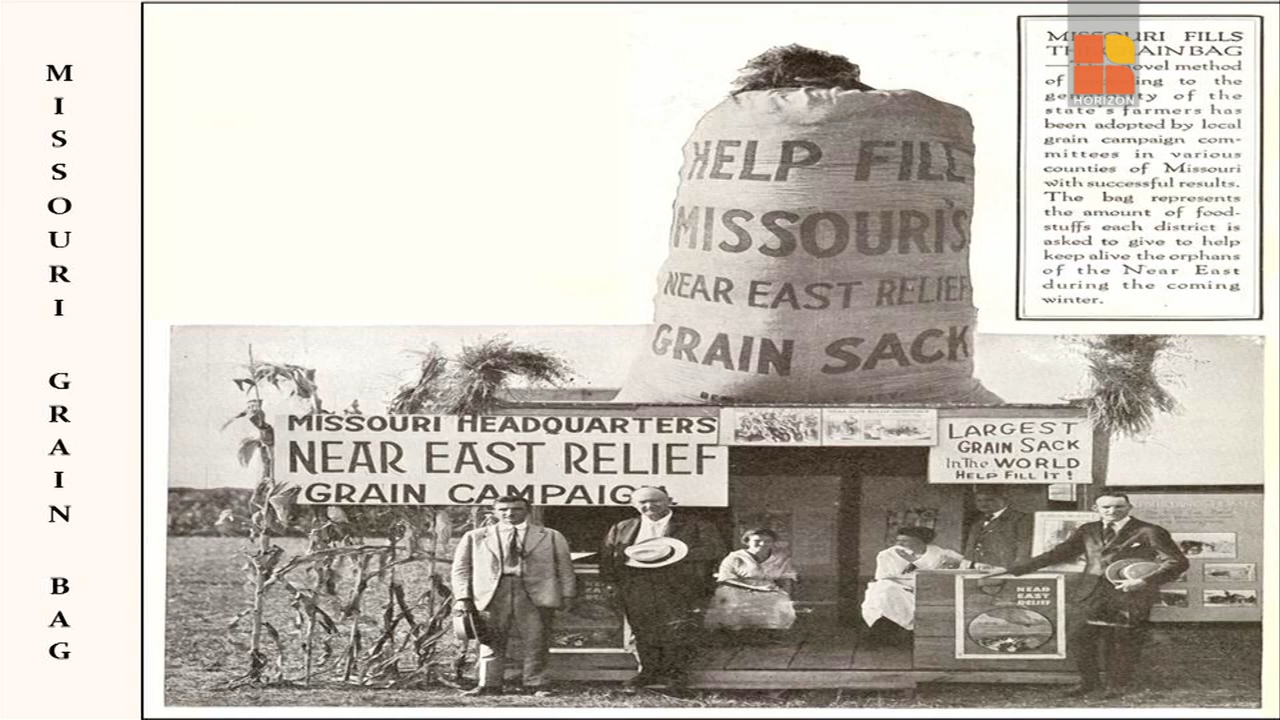 MISSOURI GRAIN BAG
MISSOURI FILLS
THE GRAIN BAG
novel method
of to the
of the
state's farmers has
been adopted by local
grain campaign com-
mittees in various
counties of Missouri
with successful results.
The bag represents
the amount of food-
stuffs each district is
asked to give to help
keep alive the orphans
of the Near East
during the coming
winter.
HORIZON
HELP FILL
MISSOURI'S
NEAR EAST RELIEF
GRAIN SACK
MISSOURI HEADQUARTERS
NEAR EAST RELIEF
GRAIN CAMPAIGN
LARGEST
GRAIN SACK
In The WORLD
HELP FILL IT!
NEAR
EAST
RELIEF